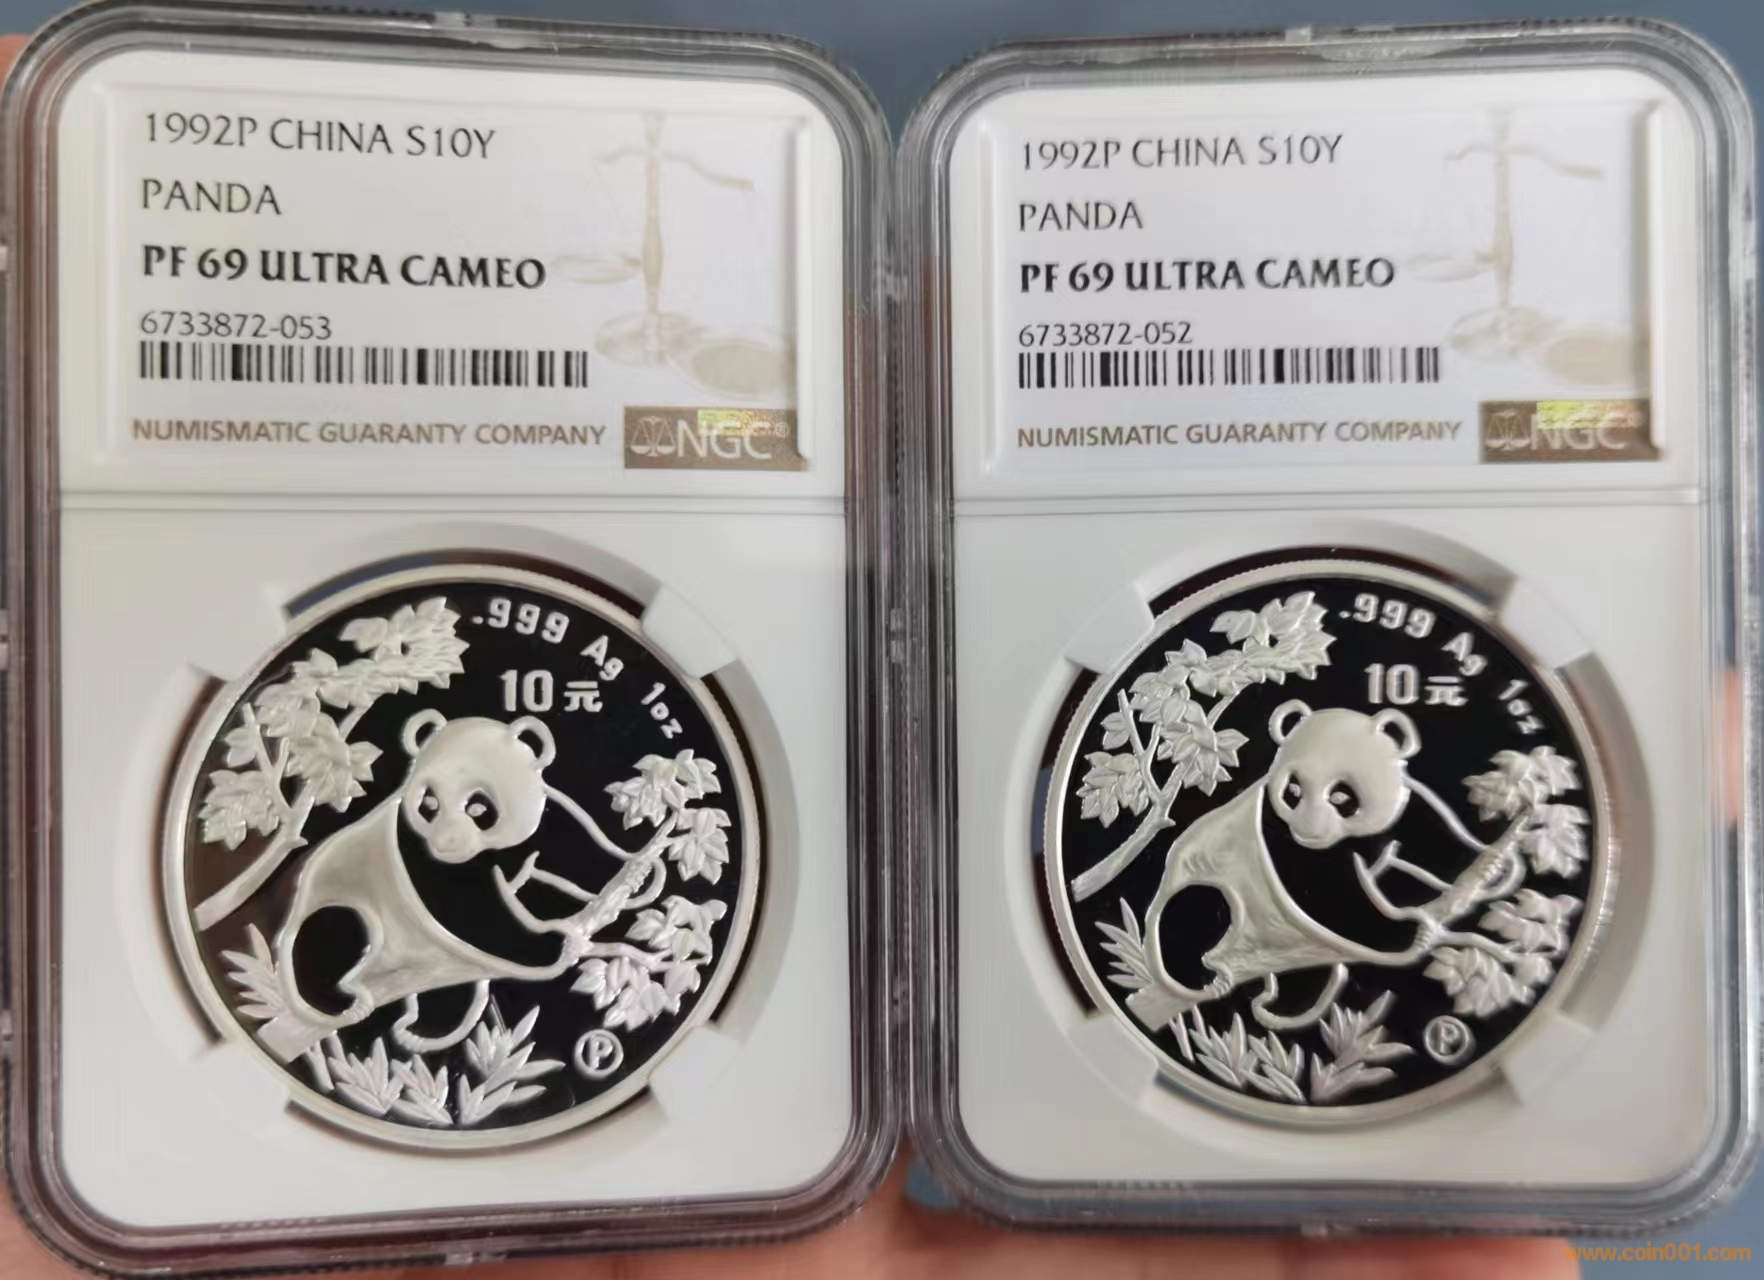 1992P CHINA S10Y
PANDA
PF 69 ULTRA CAMEO
6733872-053
NUMISMATIC GUARANTY COMPANY
NGC®
.999 Ag 1oz
10元
P
1992P CHINA S10Y
PANDA
PF 69 ULTRA CAMEO
6733872-052
NUMISMATIC GUARANTY COMPANY
NGC
.999 Ag 1oz
10元
P
www.coin001.com